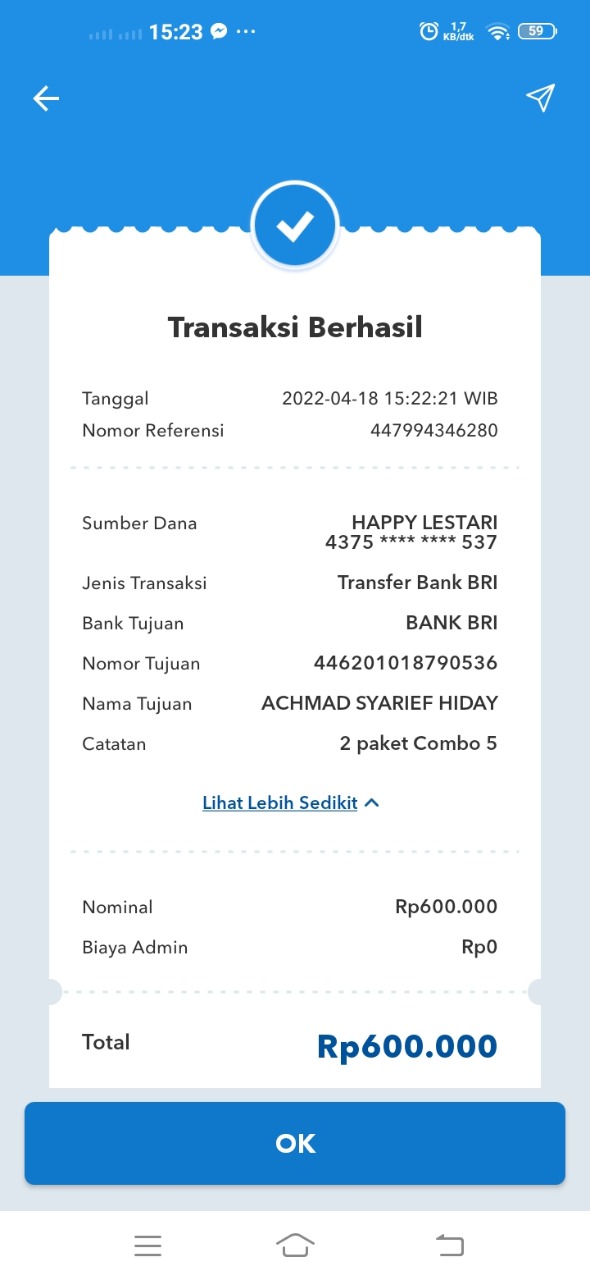 15:23
1,7
KB/dtk
59
Transaksi Berhasil
Tanggal 2022-04-18 15:22:21 WIB
Nomor Referensi 447994346280
Sumber Dana HAPPY LESTARI
4375 **** **** 537
Jenis Transaksi Transfer Bank BRI
Bank Tujuan BANK BRI
Nomor Tujuan 446201018790536
Nama Tujuan ACHMAD SYARIEF HIDAY
Catatan 2 paket Combo 5
Lihat Lebih Sedikit
Nominal Rp600.000
Biaya Admin Rp0
Total Rp600.000
OK